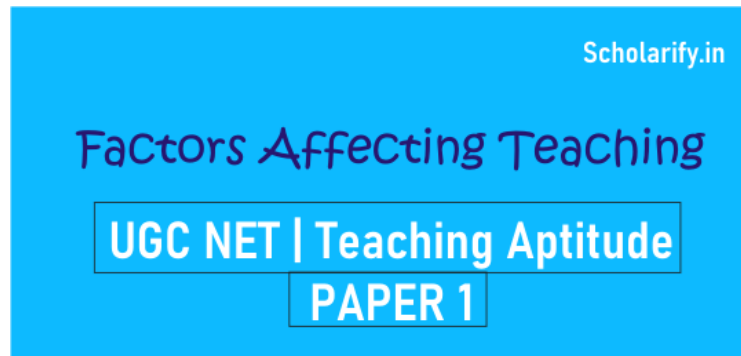 Scholarify.in
Factors Affecting Teaching
UGC NET | Teaching Aptitude
PAPER 1